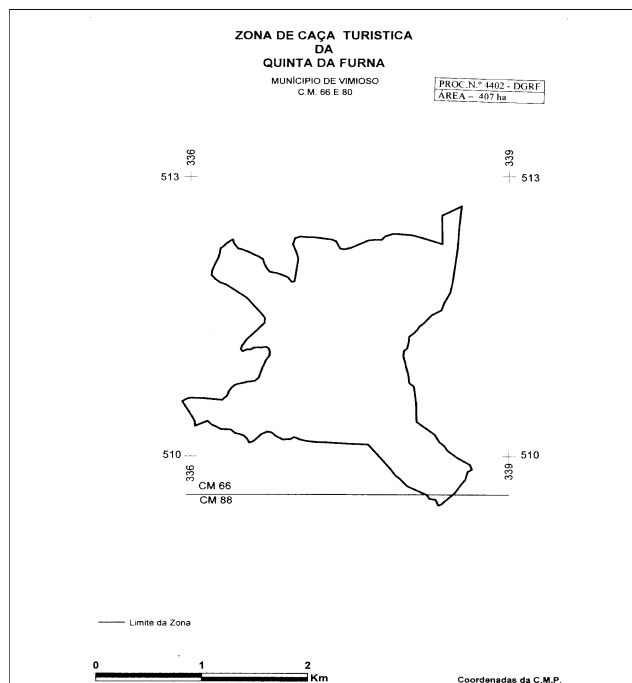 ZONA DE CAÇA TURISTICA
DA
QUINTA DA FURNA
MUNÍCIPIO DE VIMIOSO
C.M. 66 E 80
PROC.N.º 4402 - DGRF
ÁREA – 407 ha
336
339
513
513
510
510
336
339
CM 66
CM 88
Limite da Zona
0 1 2
Km
Coordenadas da C.M.P.